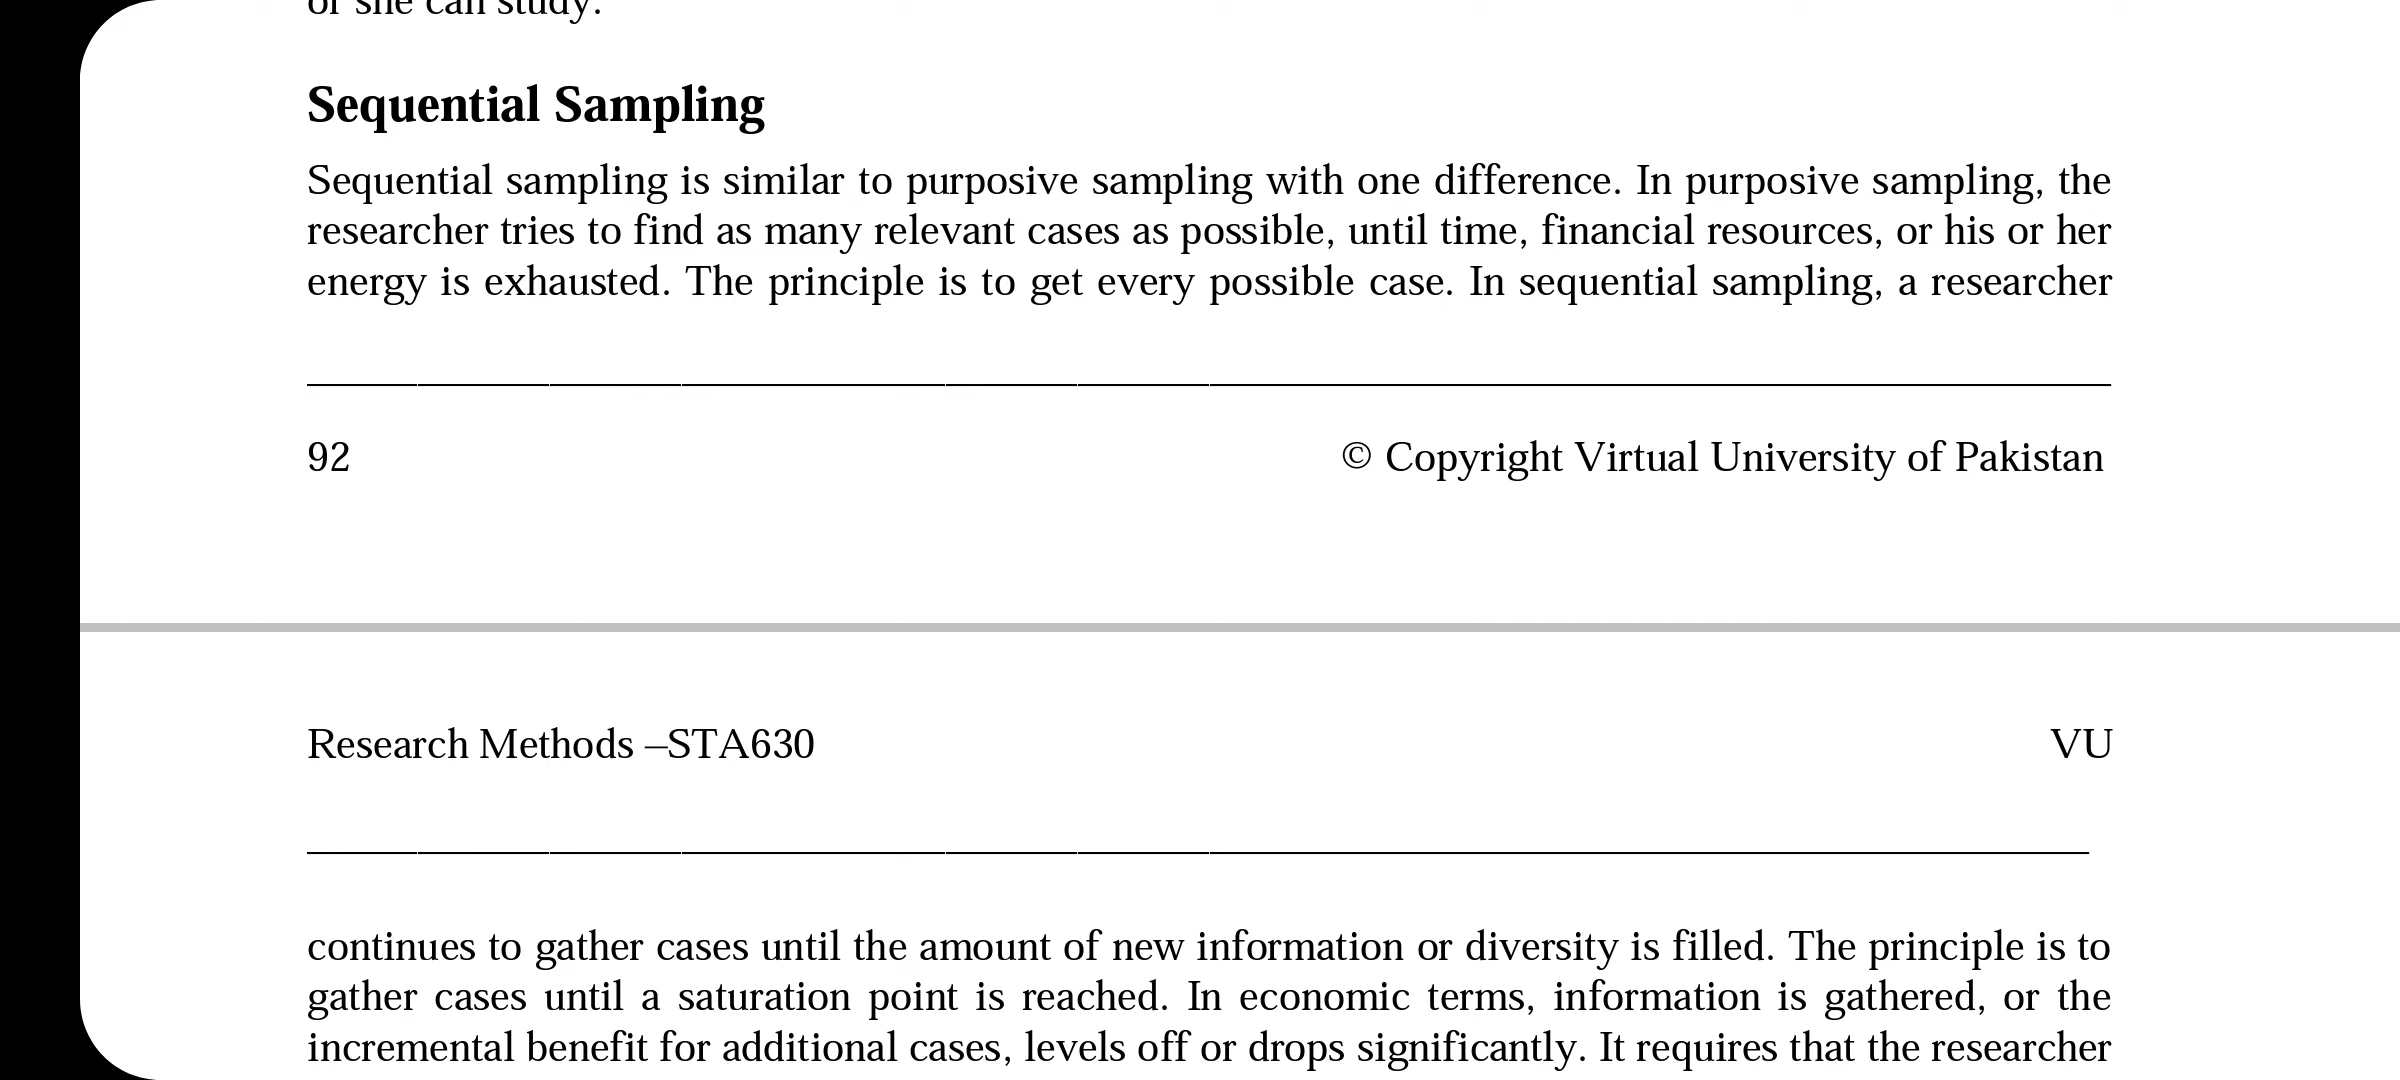 or she can study.
Sequential Sampling
Sequential sampling is similar to purposive sampling with one difference. In purposive sampling, the
researcher tries to find as many relevant cases as possible, until time, financial resources, or his or her
energy is exhausted. The principle is to get every possible case. In sequential sampling, a researcher
92 © Copyright Virtual University of Pakistan
Research Methods –STA630 VU
continues to gather cases until the amount of new information or diversity is filled. The principle is to
gather cases until a saturation point is reached. In economic terms, information is gathered, or the
incremental benefit for additional cases, levels off or drops significantly. It requires that the researcher